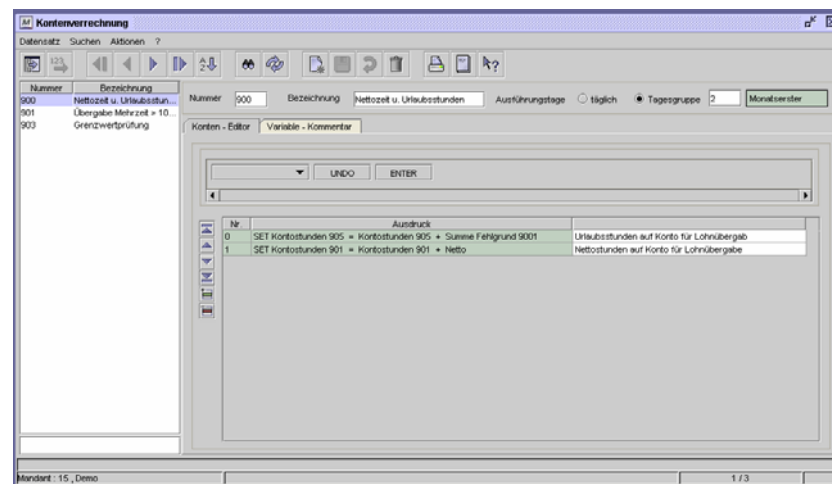 Kontenverrechnung
Datensatz Suchen Aktionen ?
Nummer Bezeichnung
900 Nettozeit u. Urlaubsstun...
901 Übergabe Mehrzeit > 10...
903 Grenzwertprüfung
Nummer 900 Bezeichnung Nettozeit u. Urlaubsstunden Ausführungstage täglich Tagesgruppe 2 Monatserster
Konten - Editor Variable - Kommentar
UNDO ENTER
Nr. Ausdruck
0 SET Kontostunden 905 = Kontostunden 905 + Summe Fehlgrund 9001 Urlaubsstunden auf Konto für Lohnübergab
1 SET Kontostunden 901 = Kontostunden 901 + Netto Nettostunden auf Konto für Lohnübergabe
Mandant : 15 , Demo 1 / 3